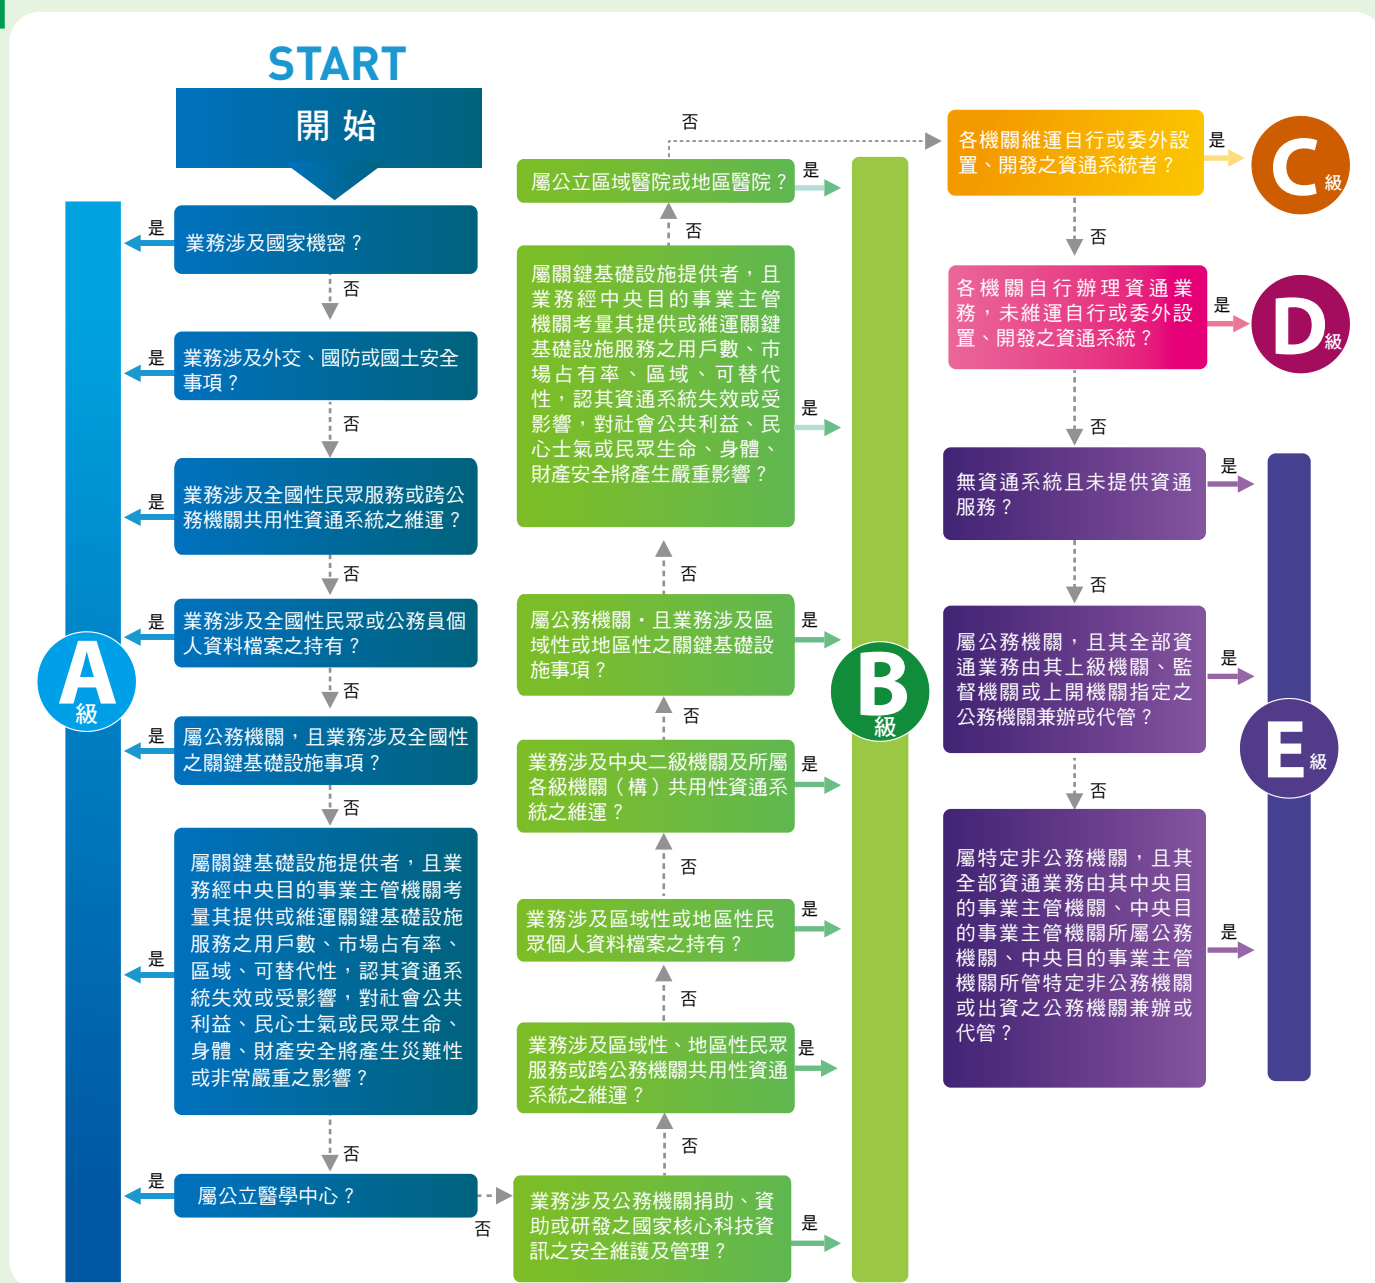 START
開始
是
業務涉及國家機密？
否
是
業務涉及外交、國防或國土安全
事項？
否
是
業務涉及全國性民眾服務或跨公
務機關共用性資通系統之維運？
否
是
業務涉及全國性民眾或公務員個
人資料檔案之持有？
否
是
屬公務機關，且業務涉及全國性
之關鍵基礎設施事項？
否
是
屬關鍵基礎設施提供者，且業
務經中央目的事業主管機關考
量其提供或維運關鍵基礎設施
服務之用戶數、市場占有率、
區域、可替代性，認其資通系
統失效或受影響，對社會公共
利益、民心士氣或民眾生命、
身體、財產安全將產生災難性
或非常嚴重之影響？
否
是
屬公立醫學中心？
否
A
級
業務涉及公務機關捐助、資
助或研發之國家核心科技資
訊之安全維護及管理？
是
否
業務涉及區域性、地區性民眾
服務或跨公務機關共用性資通
系統之維運？
是
否
業務涉及區域性或地區性民
眾個人資料檔案之持有？
是
否
業務涉及中央二級機關及所屬
各級機關（構）共用性資通系
統之維運？
是
否
屬公務機關・且業務涉及區
域性或地區性之關鍵基礎設
施事項？
是
否
屬關鍵基礎設施提供者，且
業務經中央目的事業主管
機關考量其提供或維運關鍵
基礎設施服務之用戶數、市
場占有率、區域、可替代
性，認其資通系統失效或受
影響，對社會公共利益、民
心士氣或民眾生命、身體、
財產安全將產生嚴重影響？
是
否
屬公立區域醫院或地區醫院？
是
否
B
級
各機關維運自行或委外設
置、開發之資通系統者？
是
C
級
否
各機關自行辦理資通業
務，未維運自行或委外設
置、開發之資通系統？
是
D
級
否
無資通系統且未提供資通
服務？
是
否
屬公務機關，且其全部資
通業務由其上級機關、監
督機關或上開機關指定之
公務機關兼辦或代管？
是
否
屬特定非公務機關，且其
全部資通業務由其中央目
的事業主管機關、中央目
的事業主管機關所屬公務
機關、中央目的事業主管
機關所管特定非公務機關
或出資之公務機關兼辦或
代管？
是
E
級